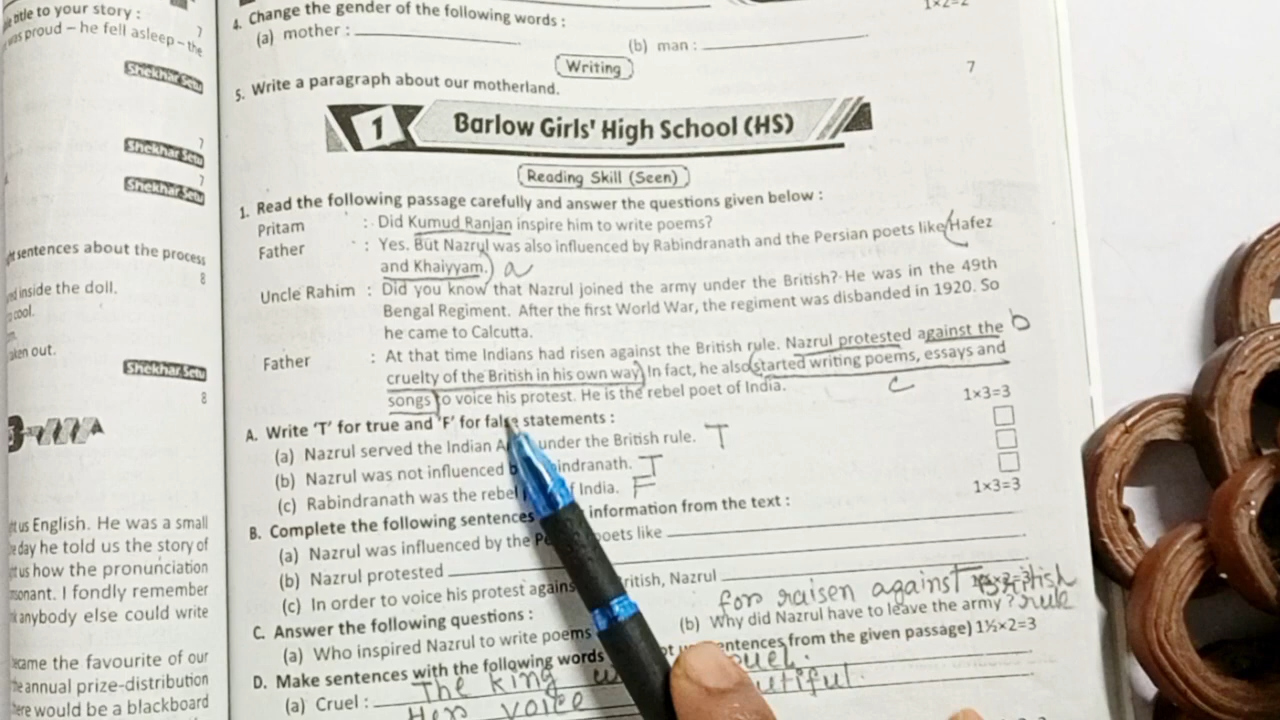 title to your story :
7
was proud – he fell asleep – the
Shekhar Setu
7
Shekhar Setu
7
Shekhar Setu
sentences about the process
8
inside the doll.
cool.
taken out.
Shekhar Setu
8
us English. He was a small
day he told us the story of
us how the pronunciation
I fondly remember
anybody else could write
became the favourite of our
annual prize-distribution
there would be a blackboard
4. Change the gender of the following words : 1×2=2
(a) mother : (b) man :
Writing
5. Write a paragraph about our motherland. 7
1 Barlow Girls' High School (HS)
Reading Skill (Seen)
1. Read the following passage carefully and answer the questions given below :
Pritam : Did Kumud Ranjan inspire him to write poems?
Father : Yes. But Nazrul was also influenced by Rabindranath and the Persian poets like Hafez
and Khaiyyam. a
Uncle Rahim : Did you know that Nazrul joined the army under the British? He was in the 49th
Bengal Regiment. After the first World War, the regiment was disbanded in 1920. So
he came to Calcutta.
Father : At that time Indians had risen against the British rule. Nazrul protested against the b
cruelty of the British in his own way. In fact, he also started writing poems, essays and
songs to voice his protest. He is the rebel poet of India. c
A. Write 'T' for true and 'F' for false statements : 1×3=3
(a) Nazrul served the Indian under the British rule. T
(b) Nazrul was not influenced T
(c) Rabindranath was the rebel of India. F
B. Complete the following sentences information from the text : 1×3=3
(a) Nazrul was influenced by the poets like
(b) Nazrul protested
(c) In order to voice his protest British, Nazrul
for raisen against British
rule
C. Answer the following questions :
(a) Who inspired Nazrul to write poems (b) Why did Nazrul have to leave the army ?
D. Make sentences with the following words sentences from the given passage) 1½×2=3
(a) Cruel : The king
Her voice